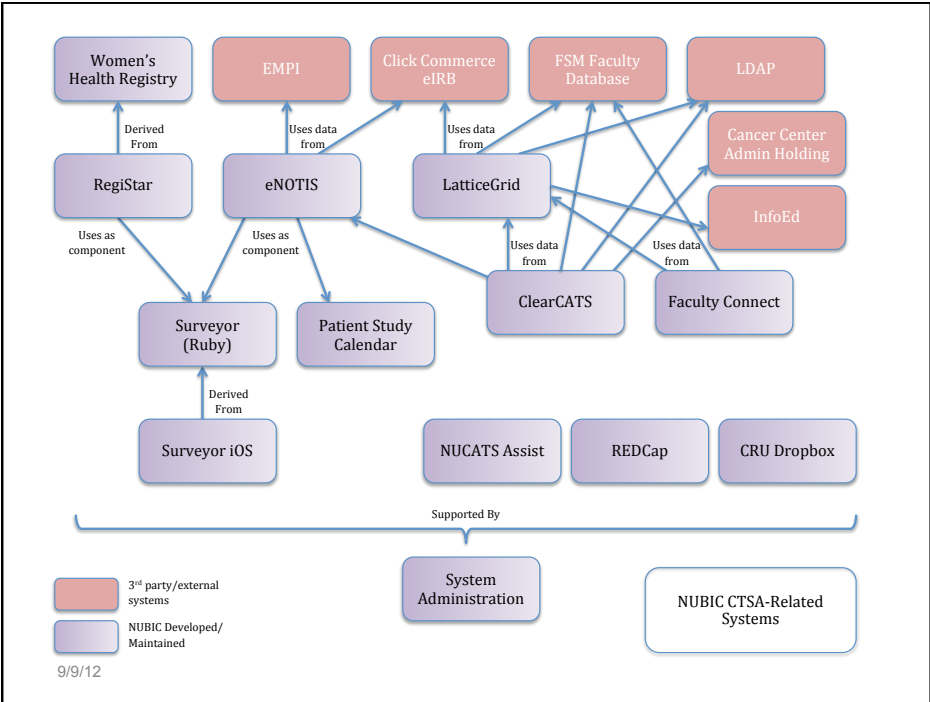 Women's
Health Registry
EMPI
Click Commerce
eIRB
FSM Faculty
Database
LDAP
Cancer Center
Admin Holding
InfoEd
Derived
From
Uses data
from
Uses data
from
RegiStar
eNOTIS
LatticeGrid
Uses as
component
Uses as
component
Uses data
from
Uses data
from
ClearCATS
Faculty Connect
Surveyor
(Ruby)
Patient Study
Calendar
Derived
From
Surveyor iOS
NUCATS Assist
REDCap
CRU Dropbox
Supported By
System
Administration
3rd party/external
systems
NUBIC Developed/
Maintained
NUBIC CTSA-Related
Systems
9/9/12